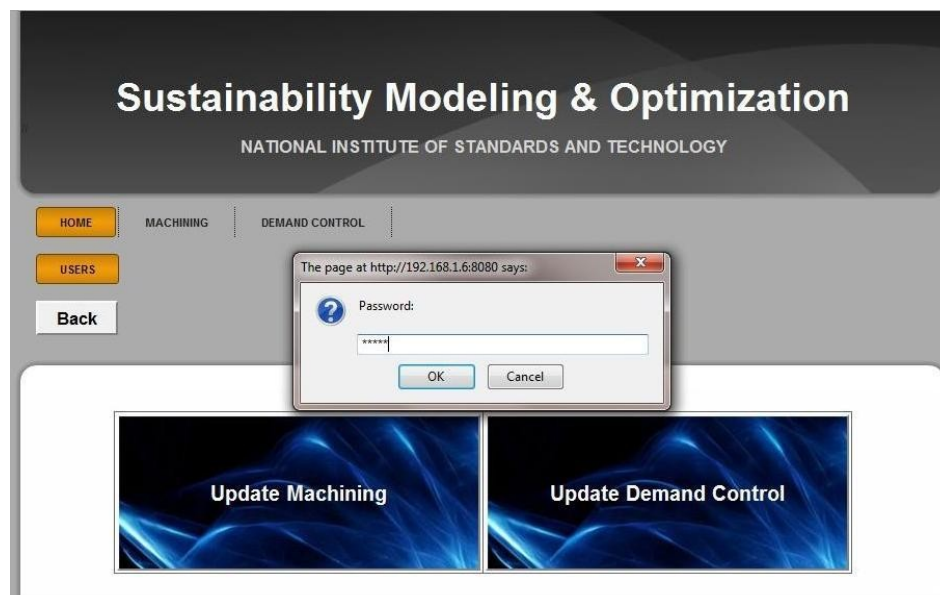 Sustainability Modeling & Optimization
NATIONAL INSTITUTE OF STANDARDS AND TECHNOLOGY
HOME MACHINING DEMAND CONTROL
USERS
Back
The page at http://192.168.1.6:8080 says:
Password:
*****
OK Cancel
Update Machining Update Demand Control